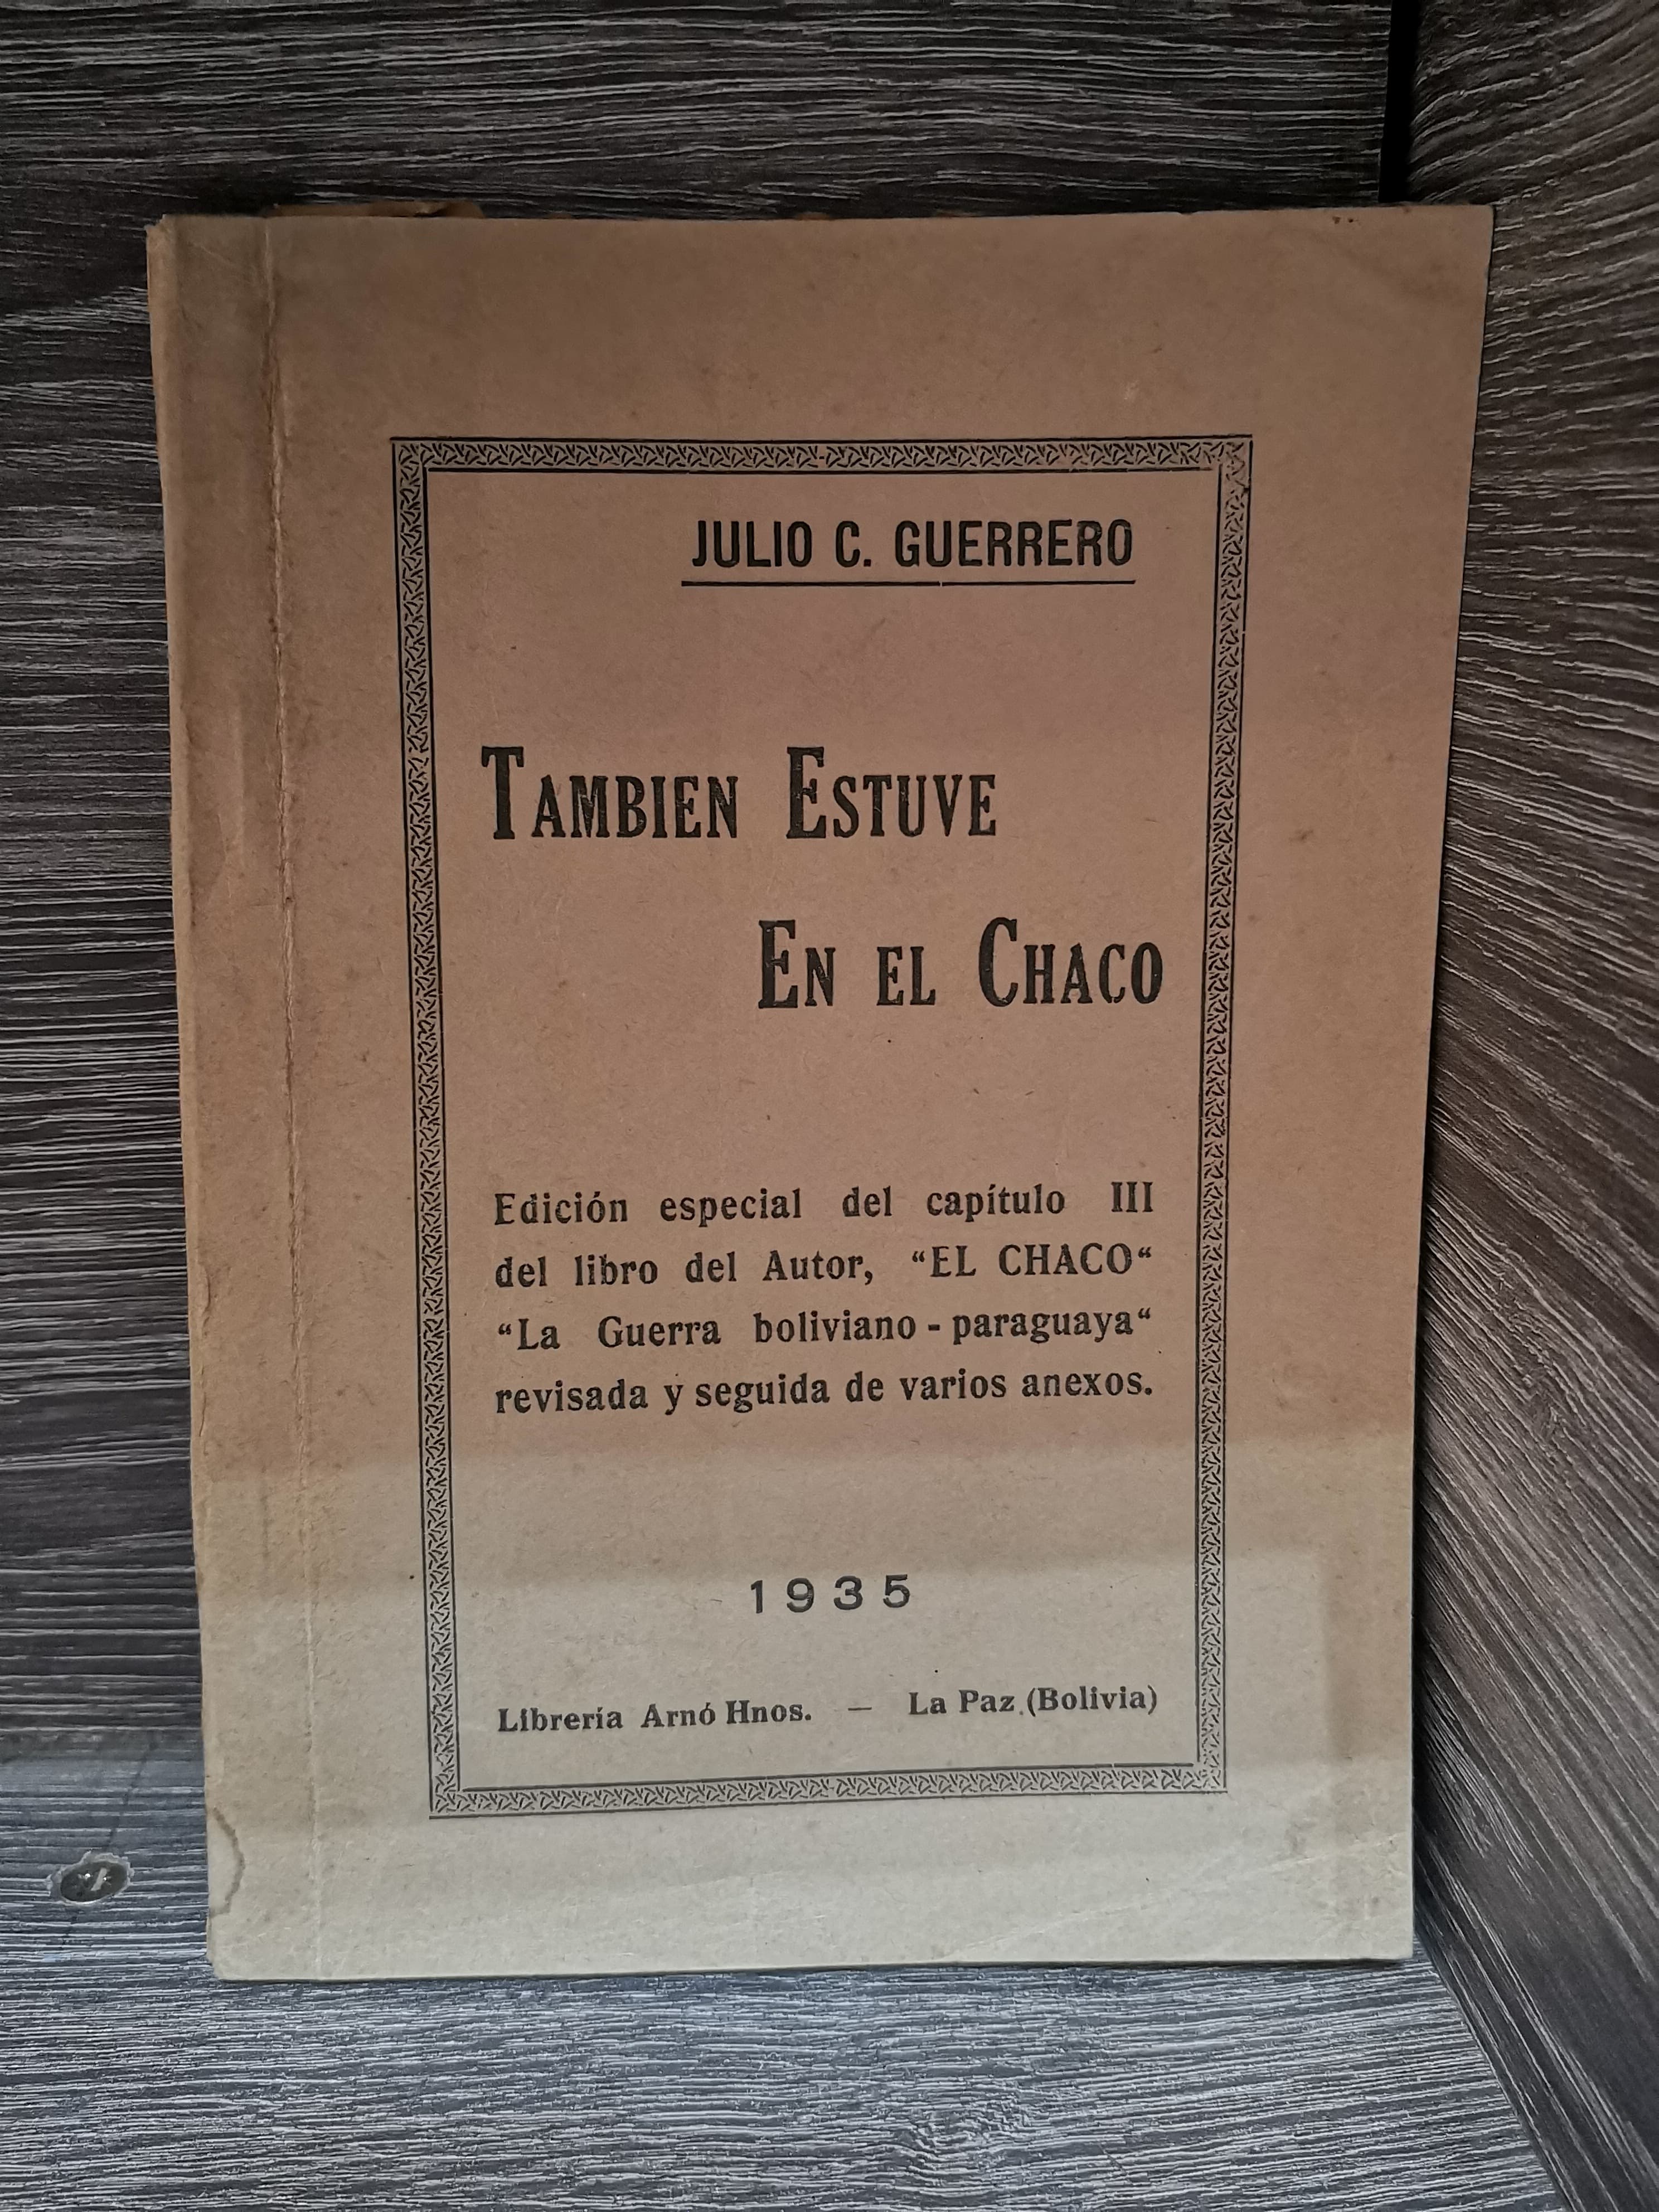 JULIO C. GUERRERO
TAMBIEN ESTUVE
EN EL CHACO
Edición especial del capítulo III
del libro del Autor, “EL CHACO“
“La Guerra boliviano - paraguaya“
revisada y seguida de varios anexos.
1935
Librería Arnó Hnos. — La Paz (Bolivia)